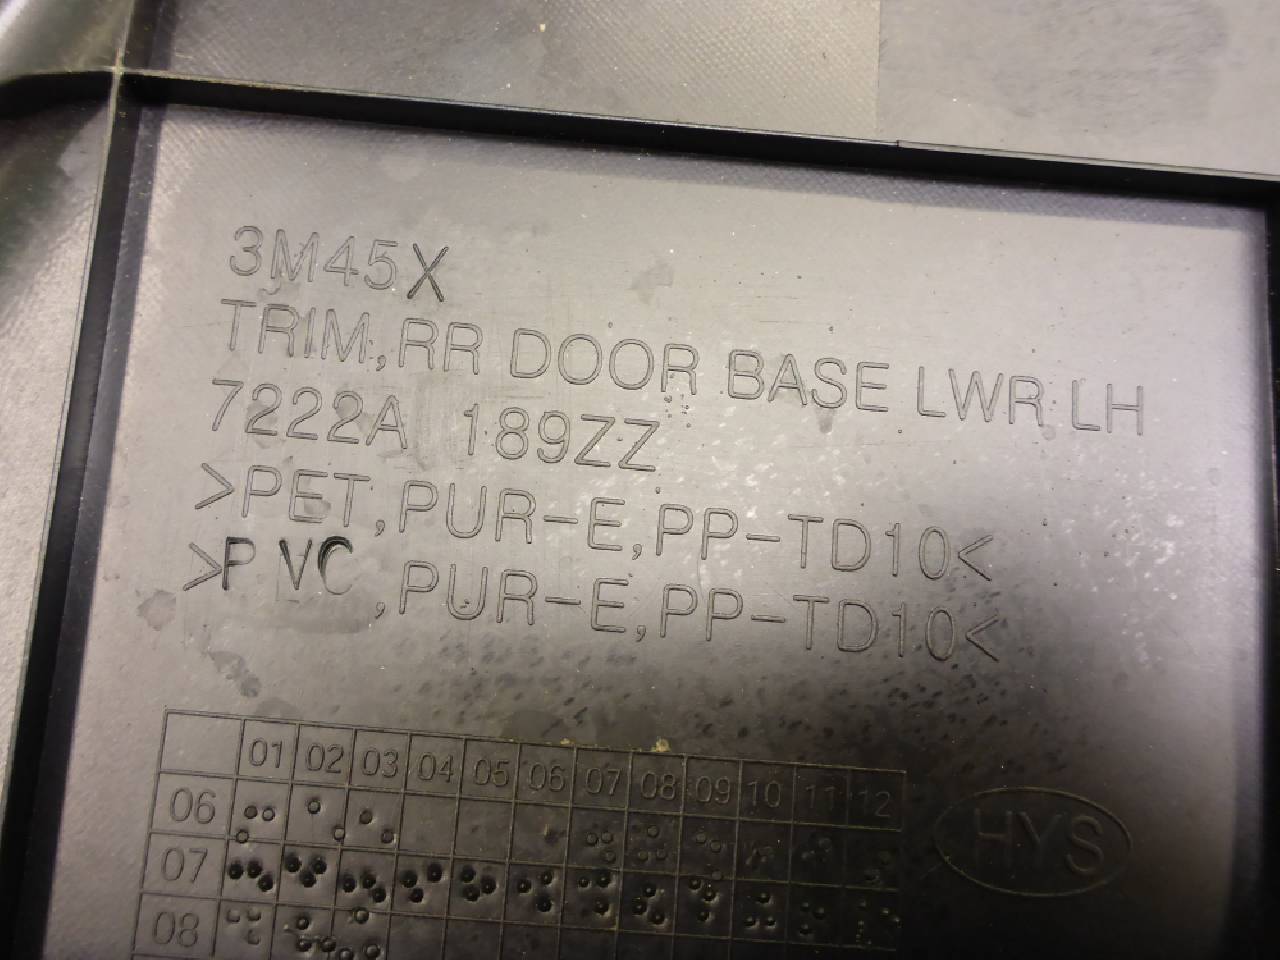 3M45X
TRIM,RR DOOR BASE LWR LH
7222A 189ZZ
>PET,PUR-E,PP-TD10<
>PVC,PUR-E,PP-TD10<
01 02 03 04 05 06 07 08 09 10 11 12
06
07
08
HYS